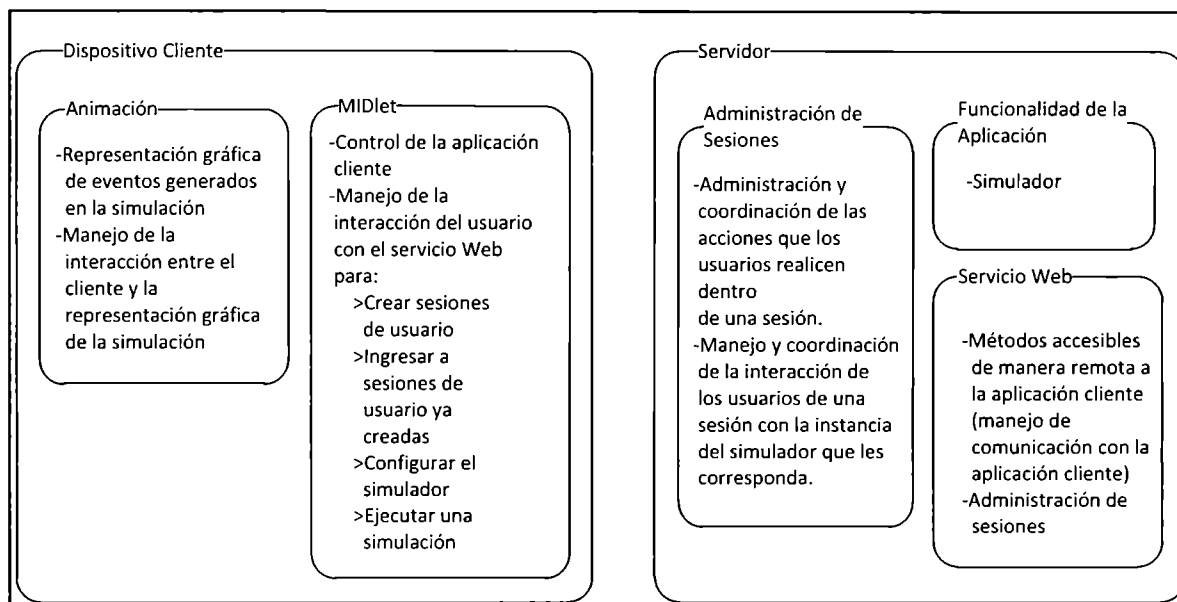 Dispositivo Cliente
Animación
-Representación gráfica
de eventos generados
en la simulación
-Manejo de la
interacción entre el
cliente y la
representación gráfica
de la simulación
MIDlet
-Control de la aplicación
cliente
-Manejo de la
interacción del usuario
con el servicio Web
para:
>Crear sesiones
de usuario
>Ingresar a
sesiones de
usuario ya
creadas
>Configurar el
simulador
>Ejecutar una
simulación
Servidor
Administración de
Sesiones
-Administración y
coordinación de las
acciones que los
usuarios realicen
dentro
de una sesión.
-Manejo y coordinación
de la interacción de
los usuarios de una
sesión con la instancia
del simulador que les
corresponda.
Funcionalidad de la
Aplicación
-Simulador
Servicio Web
-Métodos accesibles
de manera remota a
la aplicación cliente
(manejo de
comunicación con la
aplicación cliente)
-Administración de
sesiones